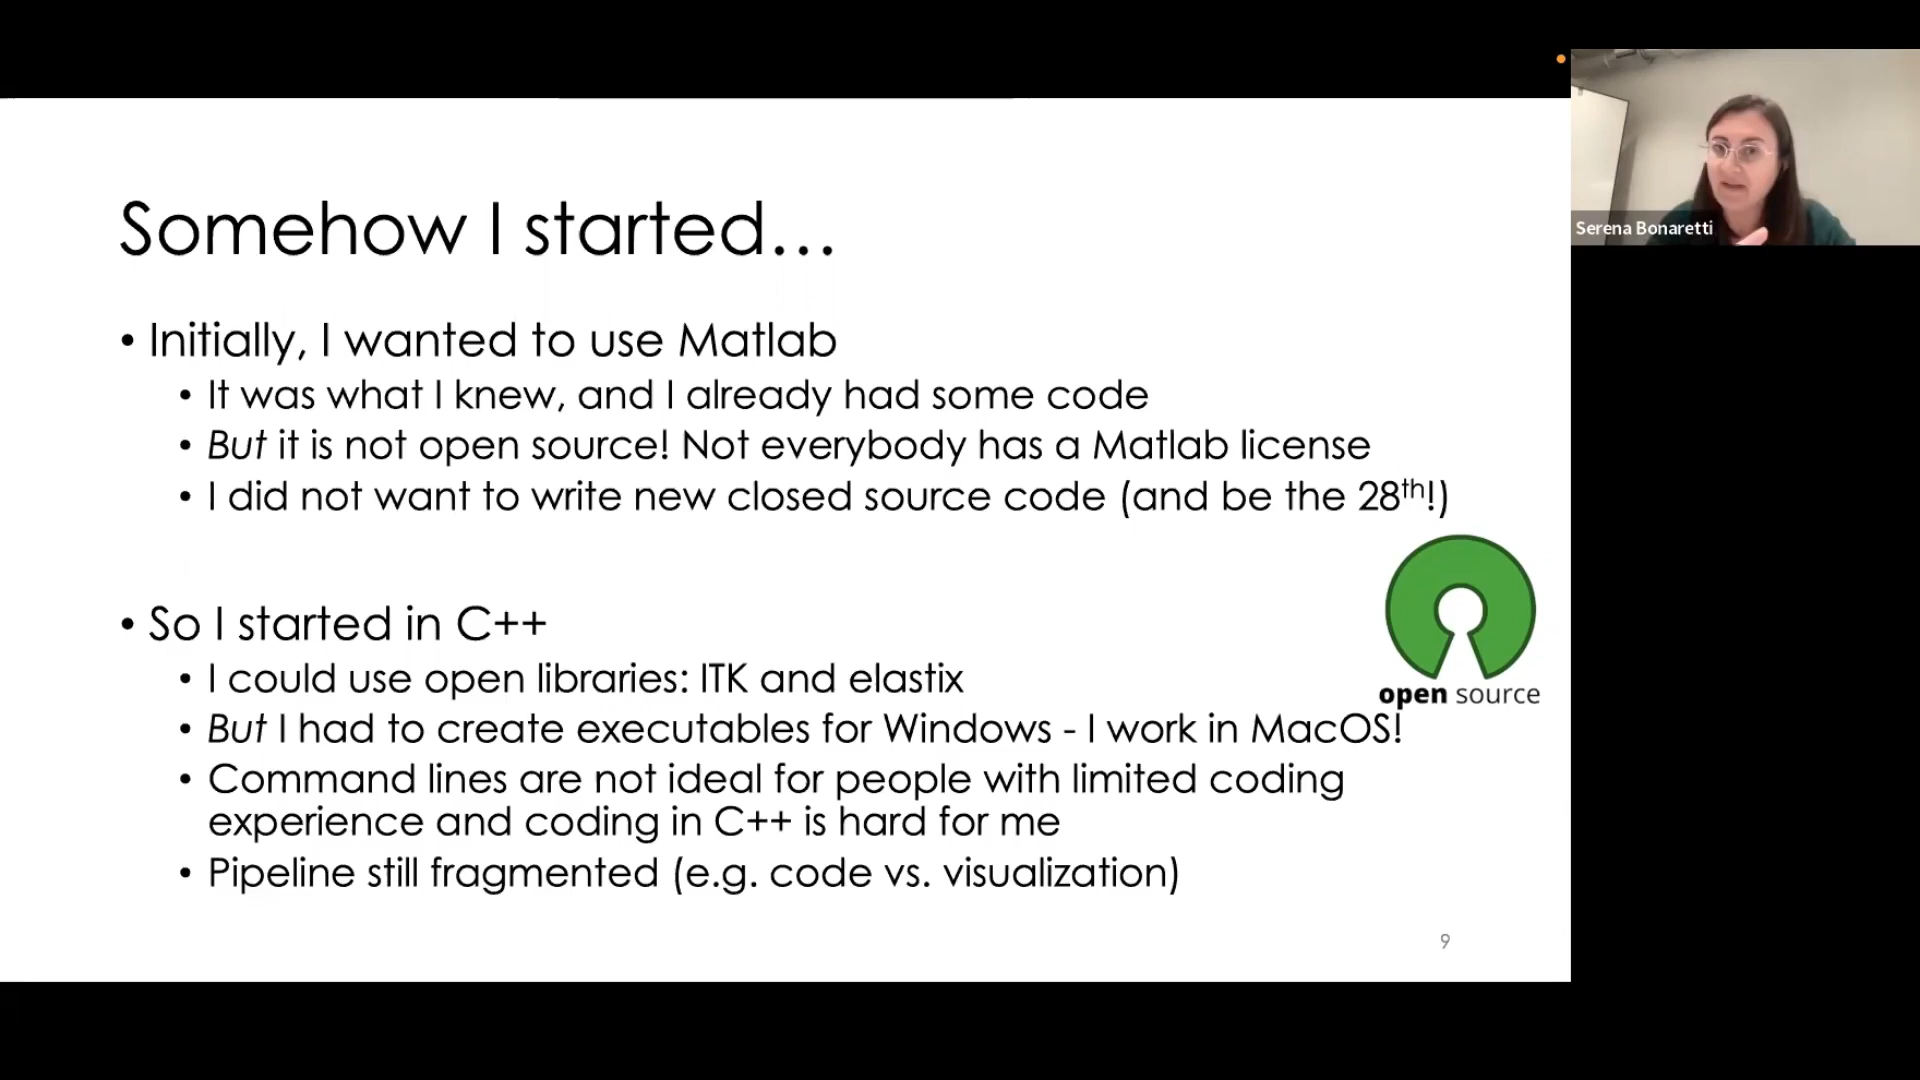 Somehow I started…
• Initially, I wanted to use Matlab
• It was what I knew, and I already had some code
• But it is not open source! Not everybody has a Matlab license
• I did not want to write new closed source code (and be the 28th!)
• So I started in C++
• I could use open libraries: ITK and elastix
• But I had to create executables for Windows - I work in MacOS!
• Command lines are not ideal for people with limited coding
experience and coding in C++ is hard for me
• Pipeline still fragmented (e.g. code vs. visualization)
open source
9
Serena Bonaretti